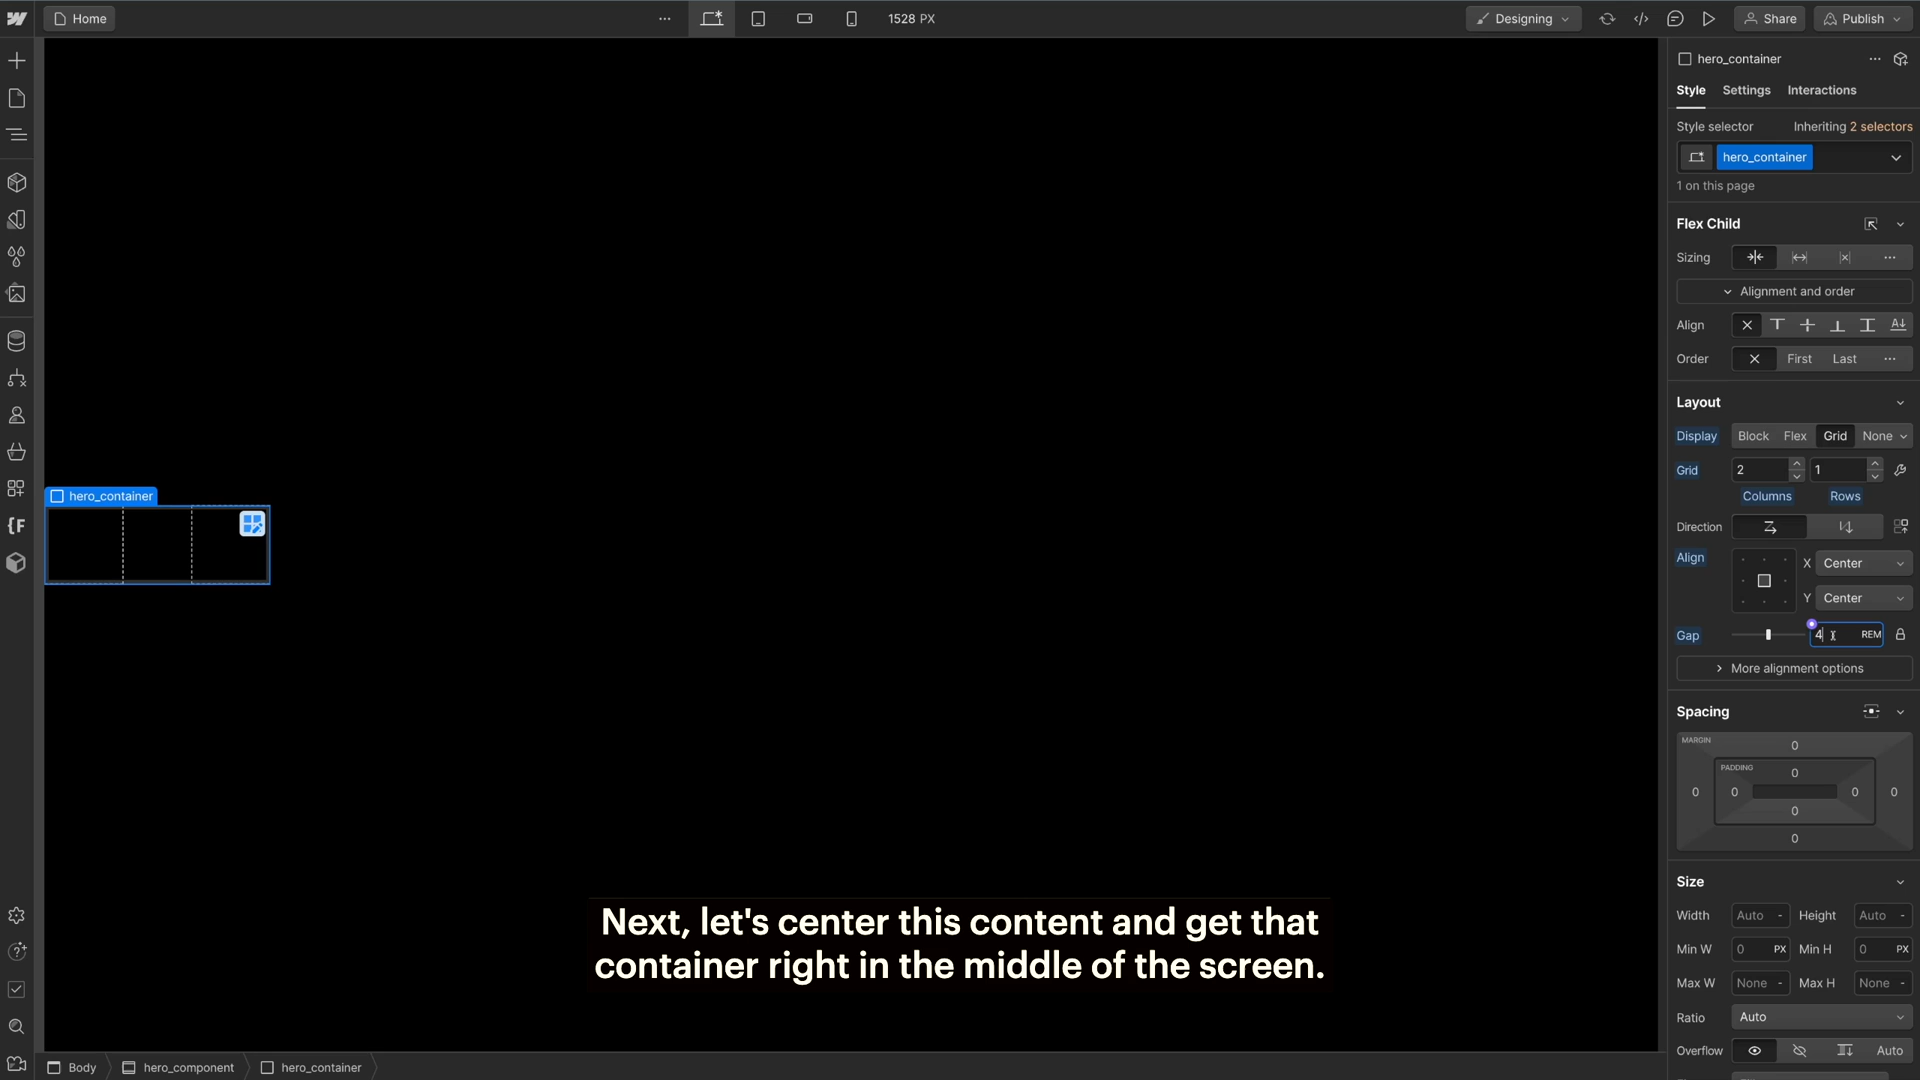 Home
1528 PX
Designing
Share
Publish
hero_container
Style Settings Interactions
Style selector Inheriting 2 selectors
hero_container
1 on this page
Flex Child
Sizing
Alignment and order
Align
Order First Last
Layout
Display Block Flex Grid None
Grid 2 1
Columns Rows
Direction
Align X Center
Y Center
Gap 4 REM
More alignment options
Spacing
MARGIN 0
PADDING 0
0 0 0 0
0
0
Size
Width Auto - Height Auto -
Min W 0 PX Min H 0 PX
Max W None - Max H None -
Ratio Auto
Overflow Auto
hero_container
Next, let's center this content and get that
container right in the middle of the screen.
Body hero_component hero_container